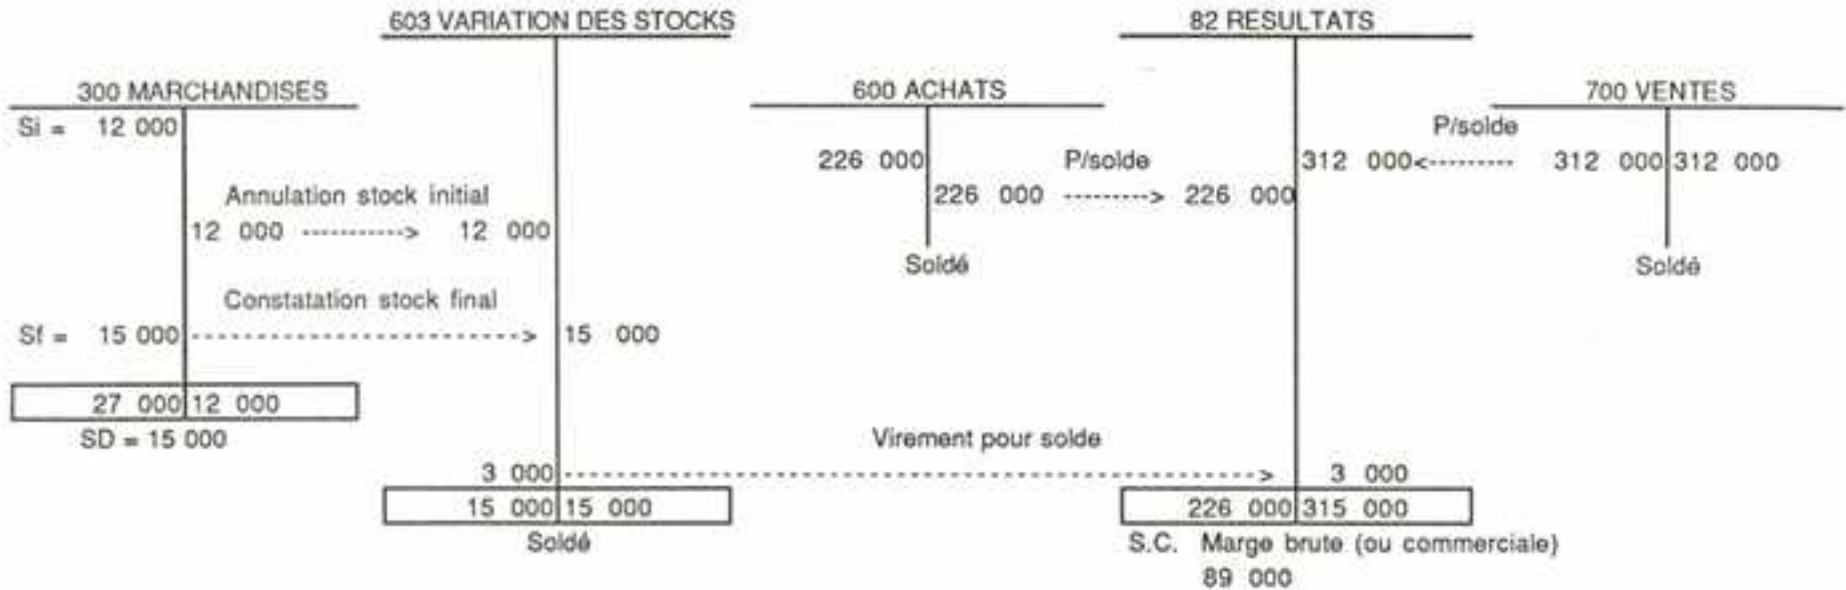 603 VARIATION DES STOCKS
82 RESULTATS
300 MARCHANDISES
600 ACHATS
700 VENTES
Si = 12 000
P/solde
226 000
P/solde
312 000<--------
312 000 312 000
Annulation stock initial
226 000 --------> 226 000
12 000 -----------> 12 000
Soldé
Soldé
Constatation stock final
Sf = 15 000 -----------------------------> 15 000
27 000 12 000
SD = 15 000
Virement pour solde
3 000 ------------------------------------------------------------> 3 000
15 000 15 000
226 000 315 000
Soldé
S.C. Marge brute (ou commerciale)
89 000